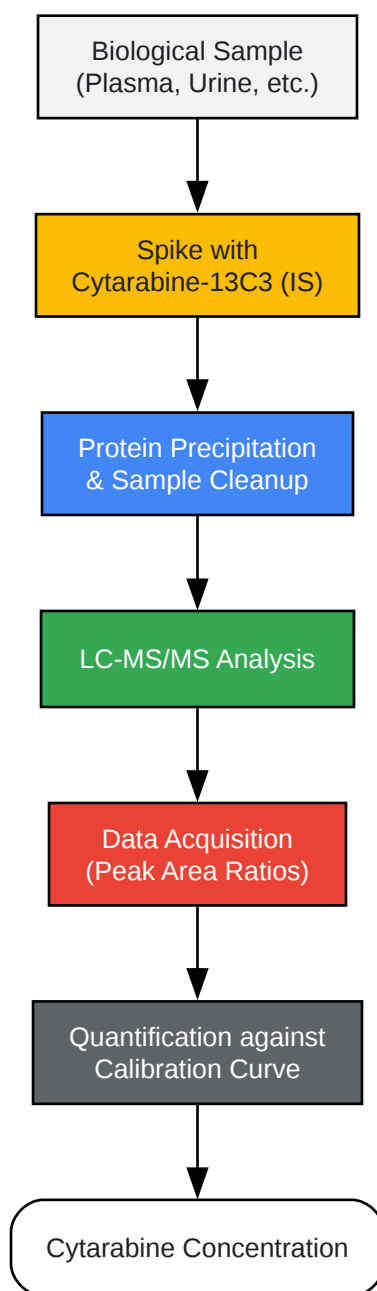 Biological Sample
(Plasma, Urine, etc.)
Spike with
Cytarabine-13C3 (IS)
Protein Precipitation
& Sample Cleanup
LC-MS/MS Analysis
Data Acquisition
(Peak Area Ratios)
Quantification against
Calibration Curve
Cytarabine Concentration